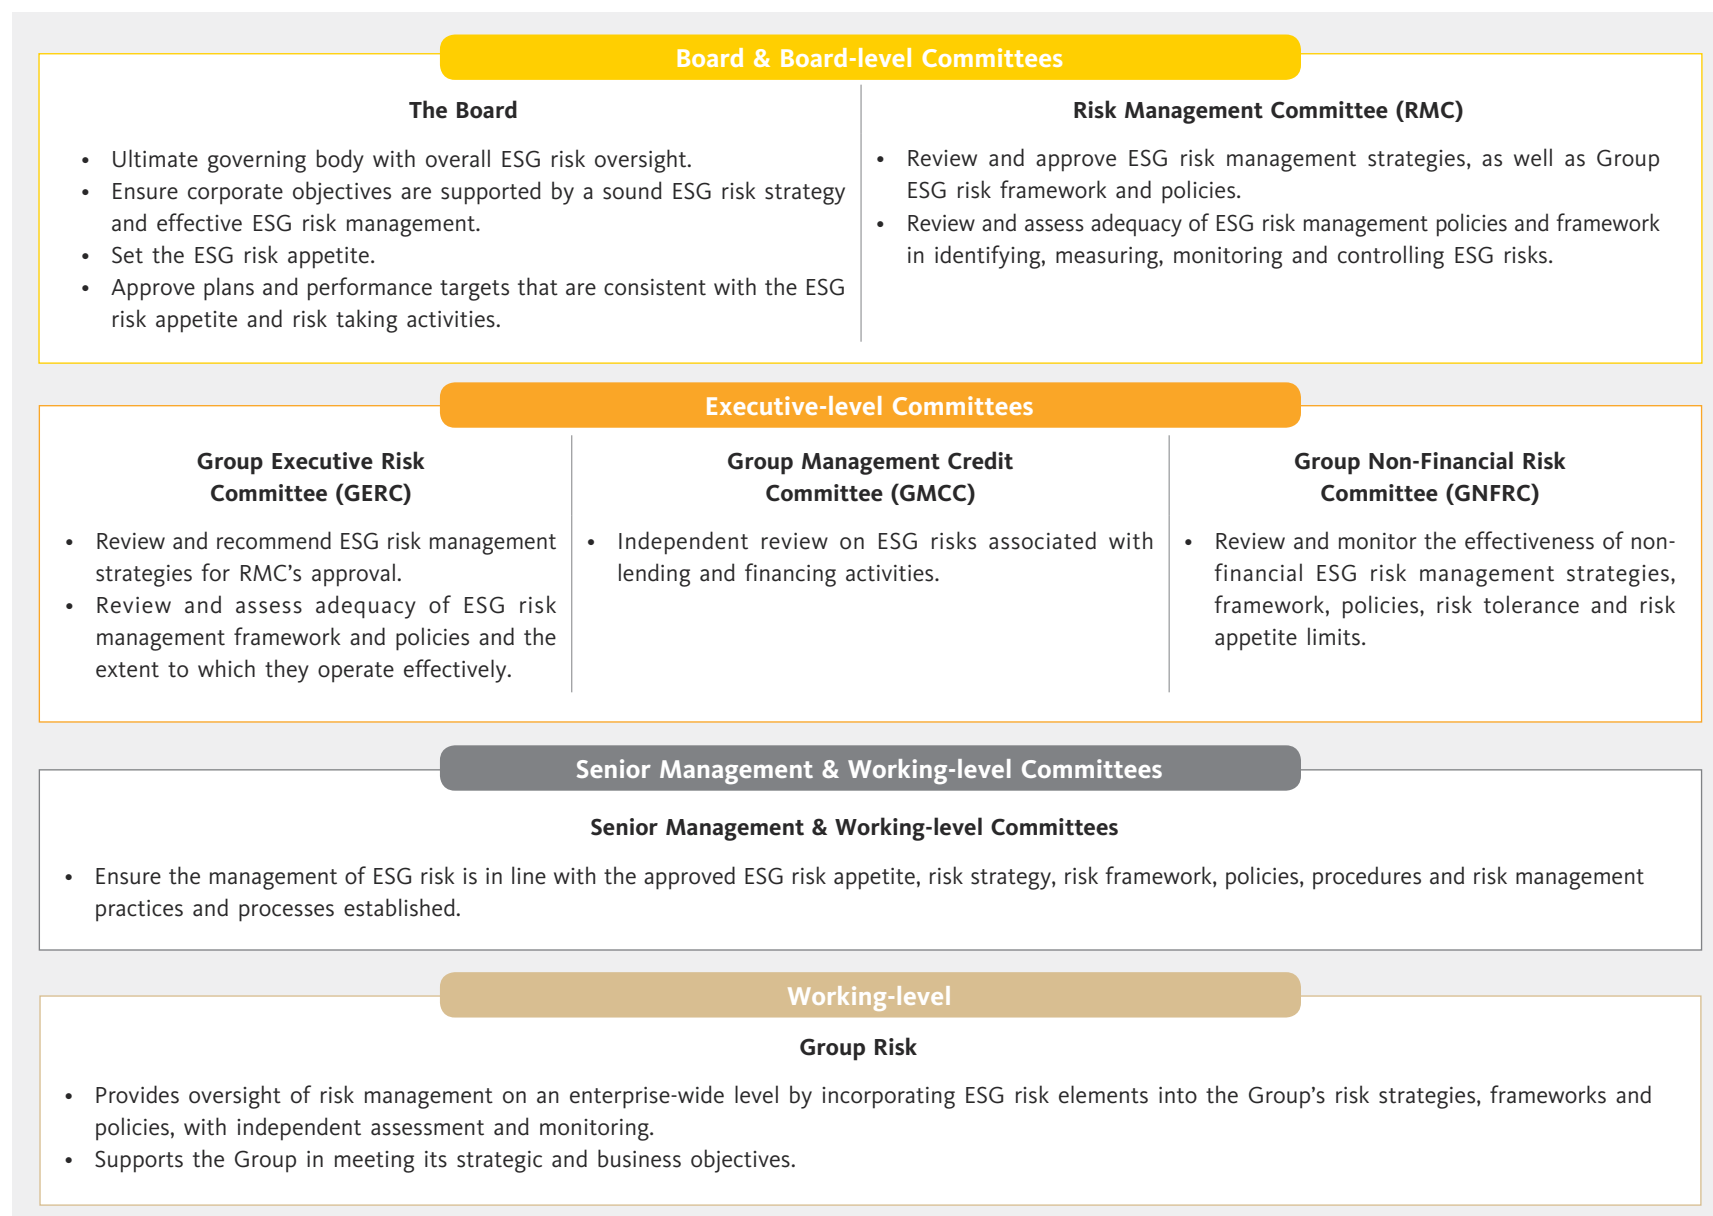 Board & Board-level Committees
The Board
• Ultimate governing body with overall ESG risk oversight.
• Ensure corporate objectives are supported by a sound ESG risk strategy
and effective ESG risk management.
• Set the ESG risk appetite.
• Approve plans and performance targets that are consistent with the ESG
risk appetite and risk taking activities.
Risk Management Committee (RMC)
• Review and approve ESG risk management strategies, as well as Group
ESG risk framework and policies.
• Review and assess adequacy of ESG risk management policies and framework
in identifying, measuring, monitoring and controlling ESG risks.
Executive-level Committees
Group Executive Risk
Committee (GERC)
• Review and recommend ESG risk management
strategies for RMC's approval.
• Review and assess adequacy of ESG risk
management framework and policies and the
extent to which they operate effectively.
Group Management Credit
Committee (GMCC)
• Independent review on ESG risks associated with
lending and financing activities.
Group Non-Financial Risk
Committee (GNFRC)
• Review and monitor the effectiveness of non-
financial ESG risk management strategies,
framework, policies, risk tolerance and risk
appetite limits.
Senior Management & Working-level Committees
Senior Management & Working-level Committees
• Ensure the management of ESG risk is in line with the approved ESG risk appetite, risk strategy, risk framework, policies, procedures and risk management
practices and processes established.
Working-level
Group Risk
• Provides oversight of risk management on an enterprise-wide level by incorporating ESG risk elements into the Group's risk strategies, frameworks and
policies, with independent assessment and monitoring.
• Supports the Group in meeting its strategic and business objectives.